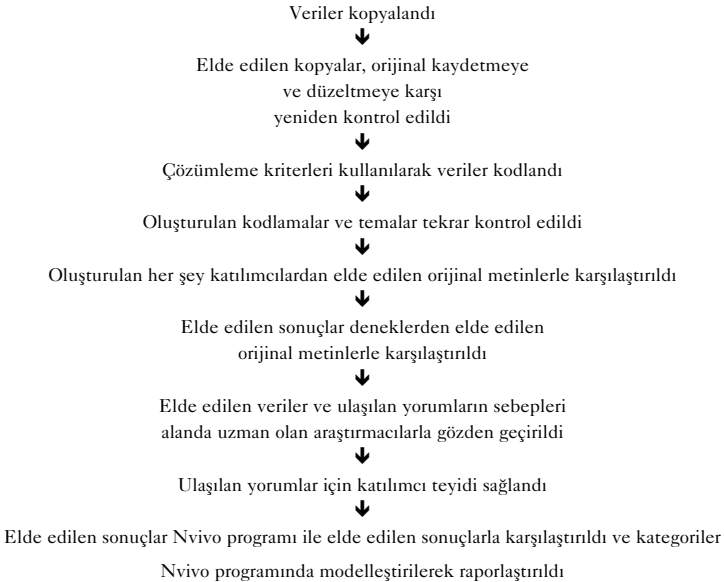 Veriler kopyalandı
🡻
Elde edilen kopyalar, orijinal kaydetmeye
ve düzeltmeye karşı
yeniden kontrol edildi
🡻
Çözümleme kriterleri kullanılarak veriler kodlandı
🡻
Oluşturulan kodlamalar ve temalar tekrar kontrol edildi
🡻
Oluşturulan her şey katılımcılardan elde edilen orijinal metinlerle karşılaştırıldı
🡻
Elde edilen sonuçlar deneklerden elde edilen
orijinal metinlerle karşılaştırıldı
🡻
Elde edilen veriler ve ulaşılan yorumların sebepleri
alanda uzman olan araştırmacılarla gözden geçirildi
🡻
Ulaşılan yorumlar için katılımcı teyidi sağlandı
🡻
Elde edilen sonuçlar Nvivo programı ile elde edilen sonuçlarla karşılaştırıldı ve kategoriler
Nvivo programında modelleştirilerek raporlaştırıldı